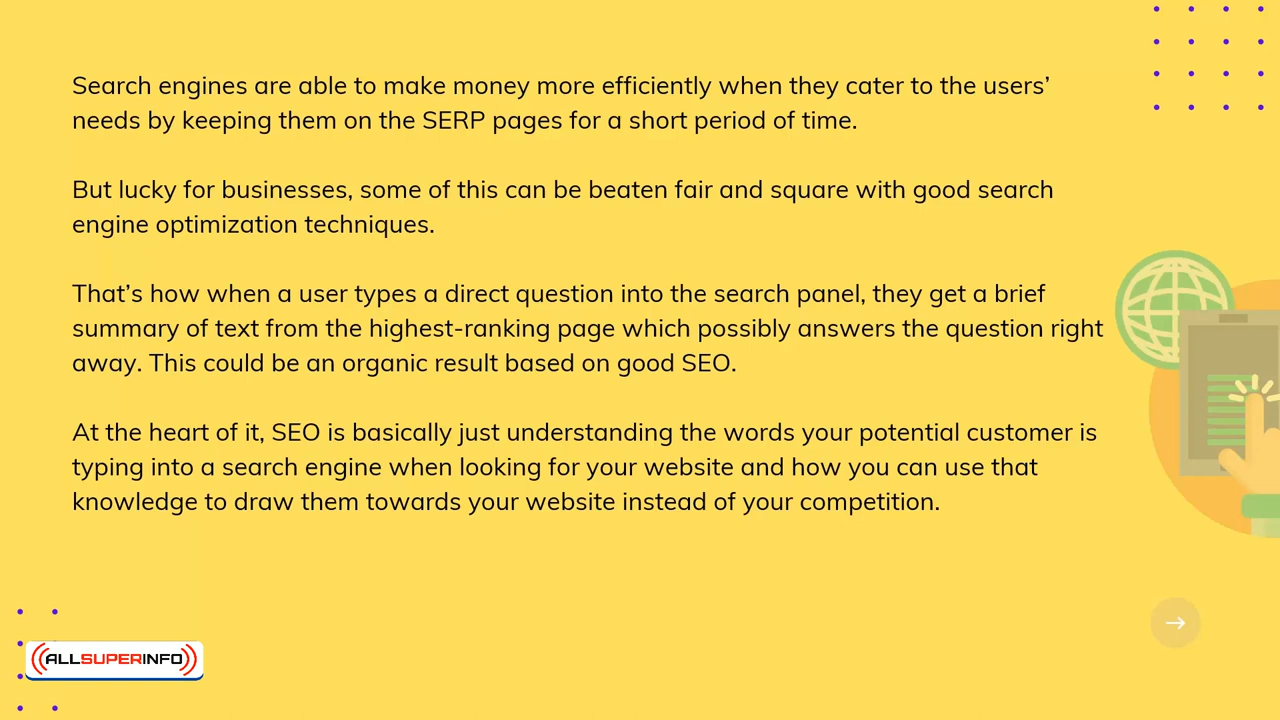 Search engines are able to make money more efficiently when they cater to the users’
needs by keeping them on the SERP pages for a short period of time.
But lucky for businesses, some of this can be beaten fair and square with good search
engine optimization techniques.
That’s how when a user types a direct question into the search panel, they get a brief
summary of text from the highest-ranking page which possibly answers the question right
away. This could be an organic result based on good SEO.
At the heart of it, SEO is basically just understanding the words your potential customer is
typing into a search engine when looking for your website and how you can use that
knowledge to draw them towards your website instead of your competition.
ALLSUPERINFO